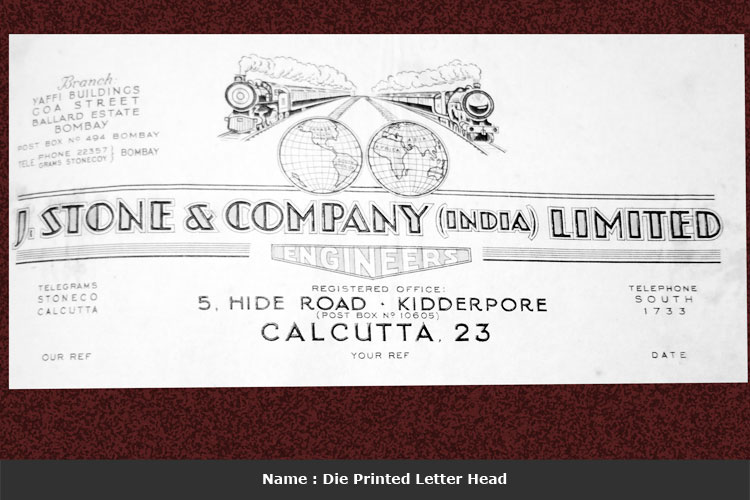 Branch:
YAFFI BUILDINGS
GOA STREET
BALLARD ESTATE
BOMBAY
POST BOX Nº 494 BOMBAY
TELE { PHONE 22357 } BOMBAY
GRAMS STONECOY
J. STONE & COMPANY (INDIA) LIMITED
ENGINEERS
TELEGRAMS
STONECO
CALCUTTA
REGISTERED OFFICE:
5, HIDE ROAD · KIDDERPORE
(POST BOX Nº 10605)
CALCUTTA, 23
TELEPHONE
SOUTH
1733
OUR REF
YOUR REF
DATE
Name : Die Printed Letter Head